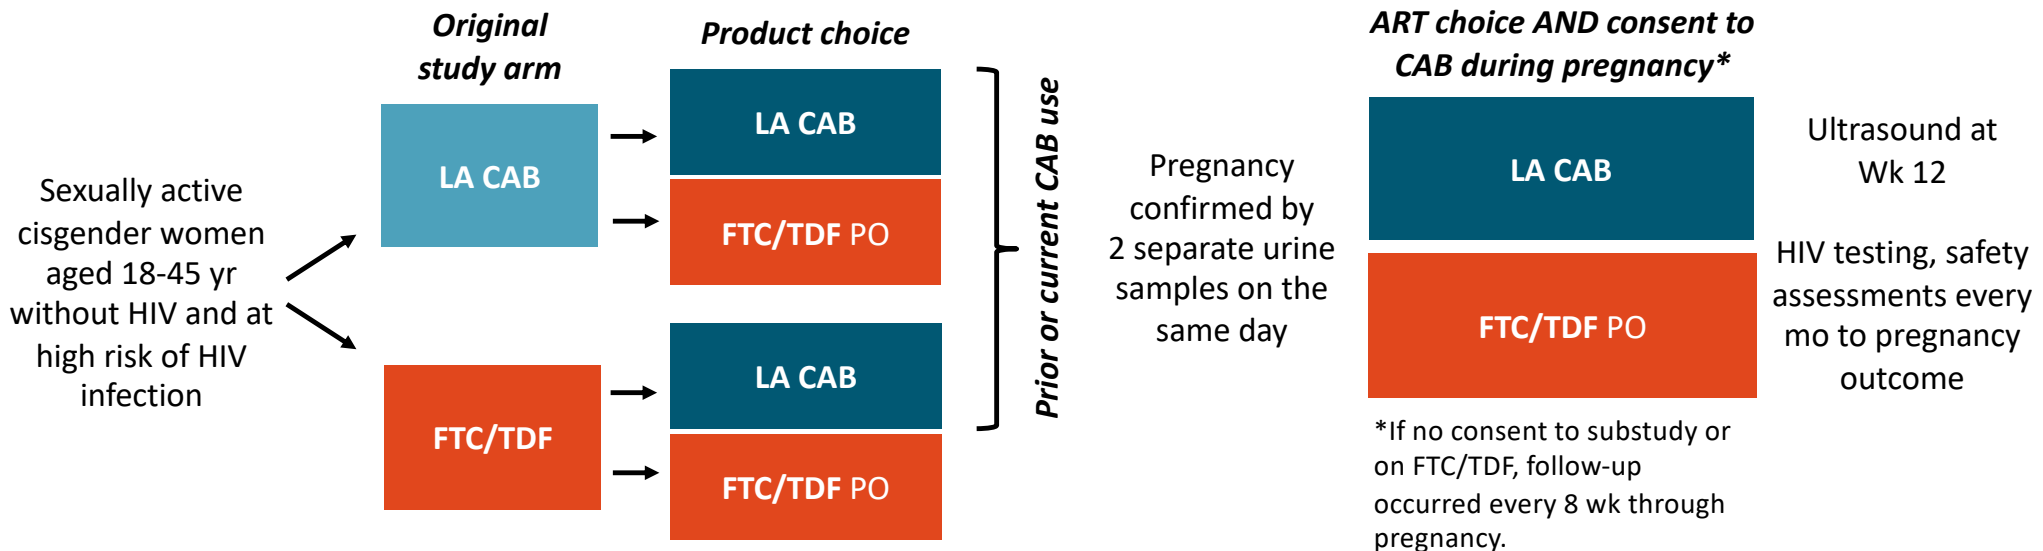 Sexually active
cisgender women
aged 18-45 yr
without HIV and at
high risk of HIV
infection
Original
study arm
LA CAB
FTC/TDF
Product choice
LA CAB
FTC/TDF PO
LA CAB
FTC/TDF PO
Prior or current CAB use
Pregnancy
confirmed by
2 separate urine
samples on the
same day
ART choice AND consent to
CAB during pregnancy*
LA CAB
FTC/TDF PO
*If no consent to substudy or
on FTC/TDF, follow-up
occurred every 8 wk through
pregnancy.
Ultrasound at
Wk 12
HIV testing, safety
assessments every
mo to pregnancy
outcome